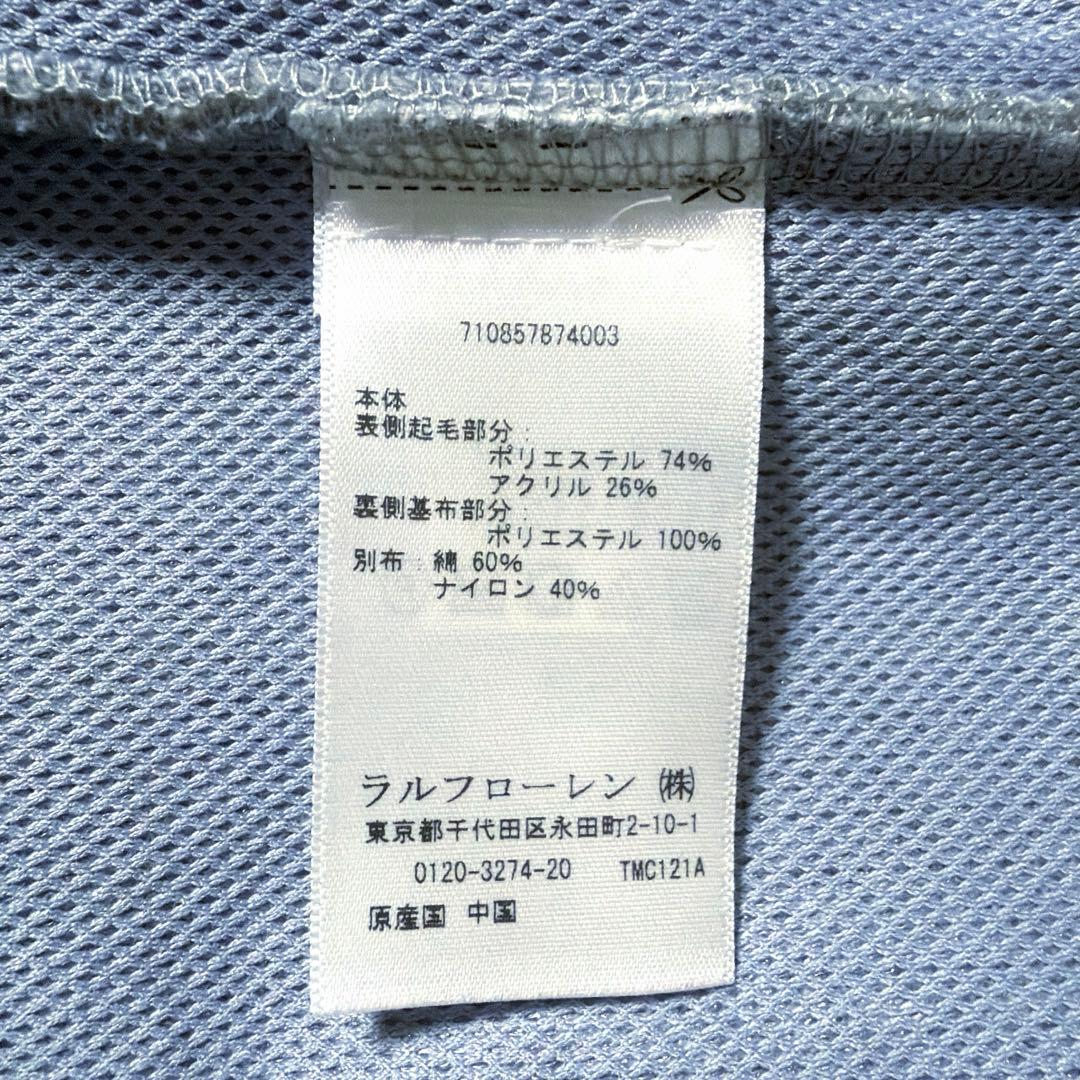 710857874003
本体
表側起毛部分:
ポリエステル 74%
アクリル 26%
裏側基布部分:
ポリエステル 100%
別布:綿 60%
ナイロン 40%
ラルフローレン ㈱
東京都千代田区永田町2-10-1
0120-3274-20 TMC121A
原産国 中国